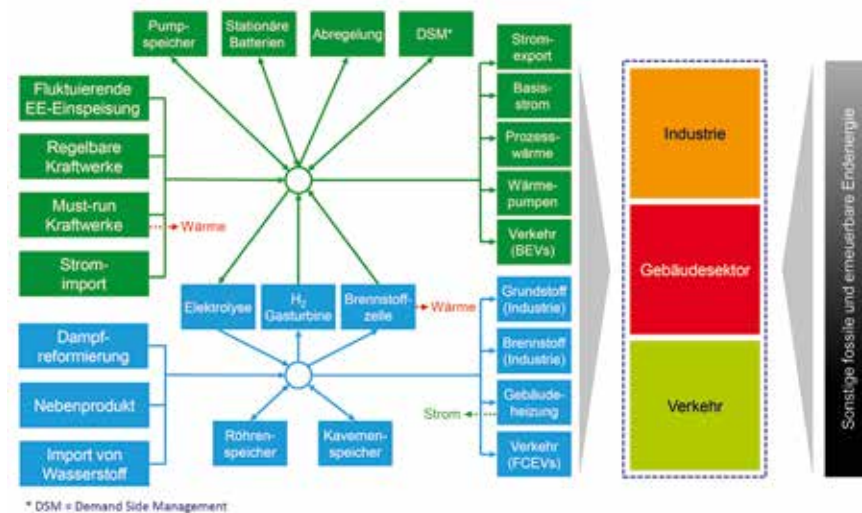 Pump-
speicher
Stationäre
Batterien
Abregelung
DSM*
Strom-
export
Fluktuierende
EE-Einspeisung
Basis-
strom
Regelbare
Kraftwerke
Prozess-
wärme
Must-run
Kraftwerke
Wärme
Wärme-
pumpen
Strom-
import
Verkehr
(BEVs)
Elektrolyse
H2
Gasturbine
Brennstoff-
zelle
Wärme
Grundstoff
(Industrie)
Dampf-
reformierung
Brennstoff
(Industrie)
Nebenprodukt
Gebäude-
heizung
Strom
Import von
Wasserstoff
Röhren-
speicher
Kavernen-
speicher
Verkehr
(FCEVs)
Industrie
Gebäudesektor
Verkehr
Sonstige fossile und erneuerbare Endenergie
* DSM = Demand Side Management